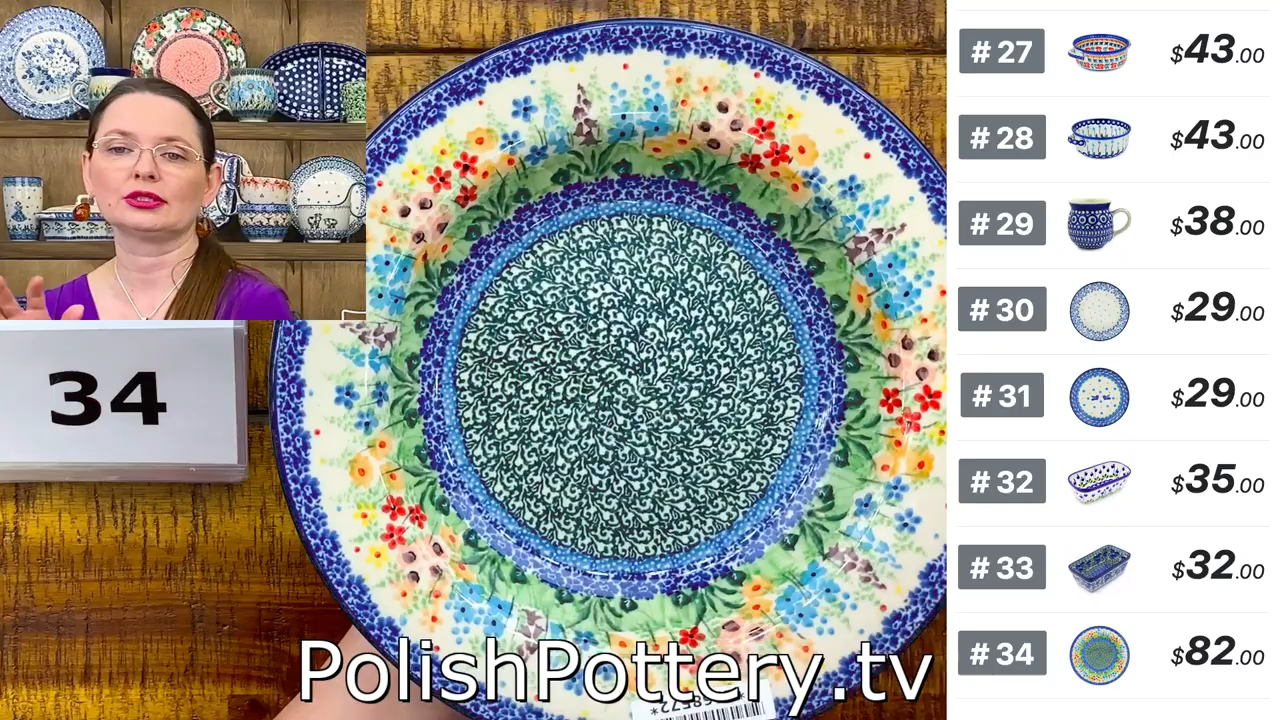 34
PolishPottery.tv
*68572*
# 27 $43.00
# 28 $43.00
# 29 $38.00
# 30 $29.00
# 31 $29.00
# 32 $35.00
# 33 $32.00
# 34 $82.00